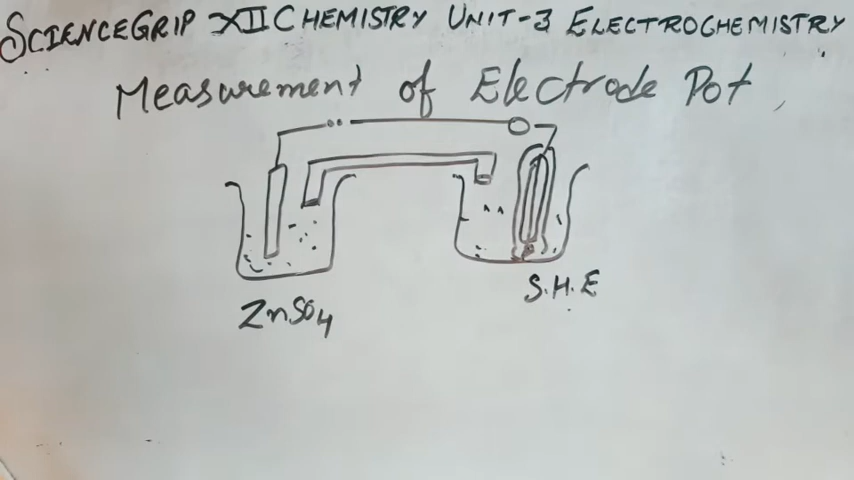 SCIENCEGRIP XII CHEMISTRY UNIT-3 ELECTROCHEMISTRY
Measurement of Electrode Pot,
S.H.E
ZnSO4